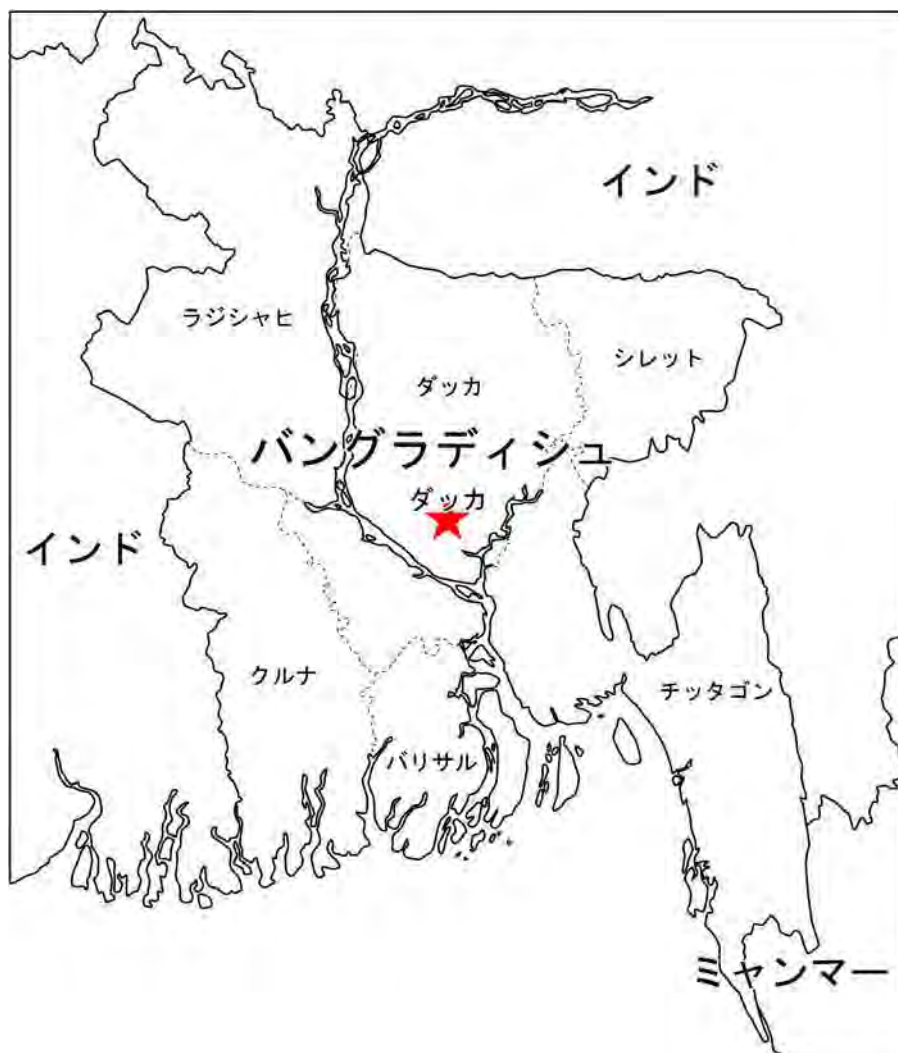 インド
ラジシャヒ
シレット
ダッカ
バングラディシュ
ダッカ
インド
クルナ
チッタゴン
バリサル
ミャンマー